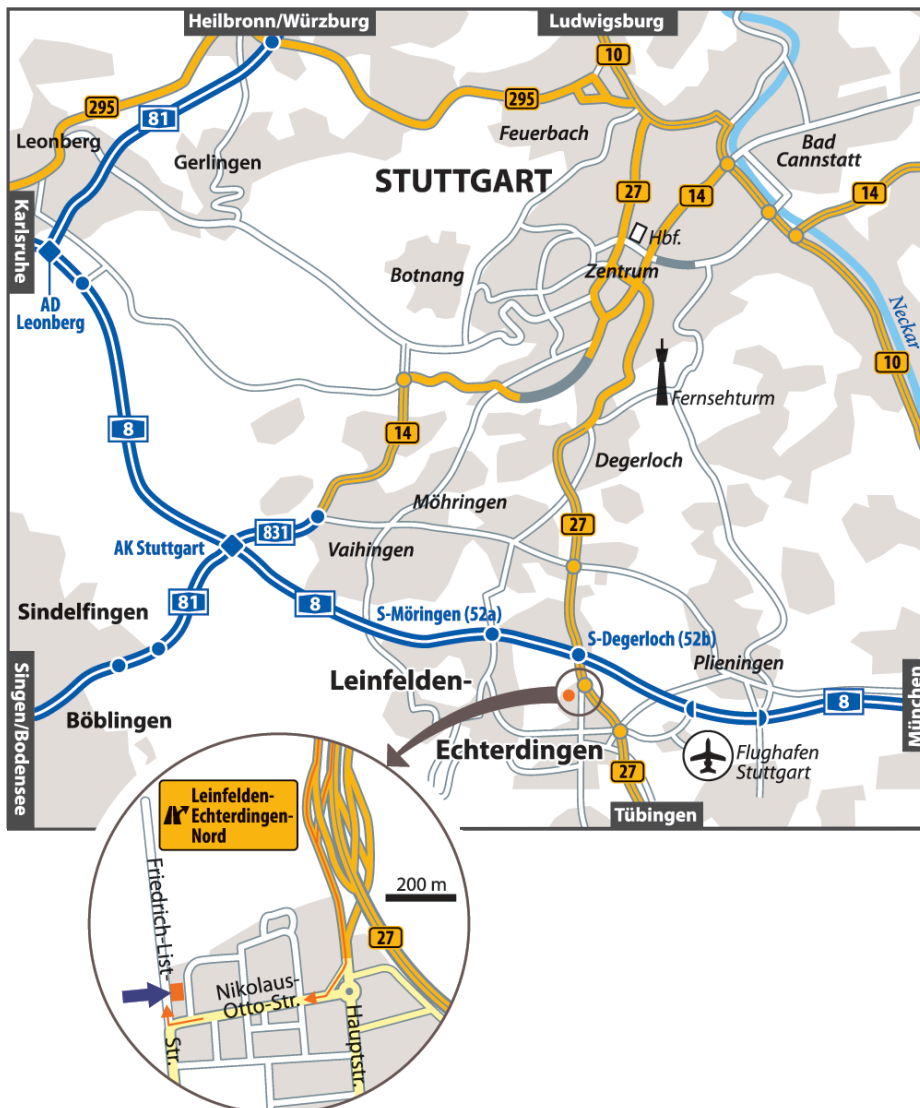 Heilbronn/Würzburg
Ludwigsburg
10
295
81
295
Leonberg
Gerlingen
Feuerbach
Bad
Cannstatt
STUTTGART
27
14
14
Karlsruhe
Hbf.
Botnang
Zentrum
AD
Leonberg
Neckar
10
Fernsehturm
8
14
Degerloch
Möhringen
27
831
AK Stuttgart
Vaihingen
81
8
Sindelfingen
S-Möringen (52a)
S-Degerloch (52b)
Plieningen
Singen/Bodensee
Leinfelden-
8
München
Böblingen
Echterdingen
Flughafen
Stuttgart
27
Tübingen
Leinfelden-
Echterdingen-
Nord
Friedrich-List-
Str.
200 m
27
Nikolaus-
Otto-Str.
Hauptstr.